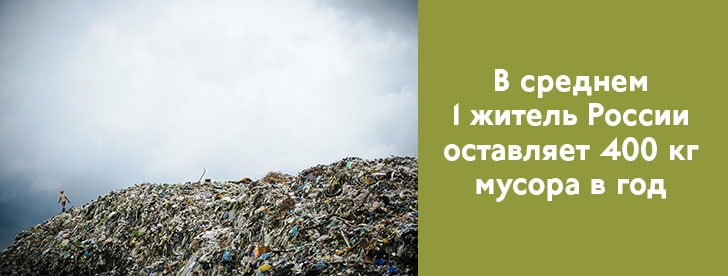 В среднем
1 житель России
оставляет 400 кг
мусора в год